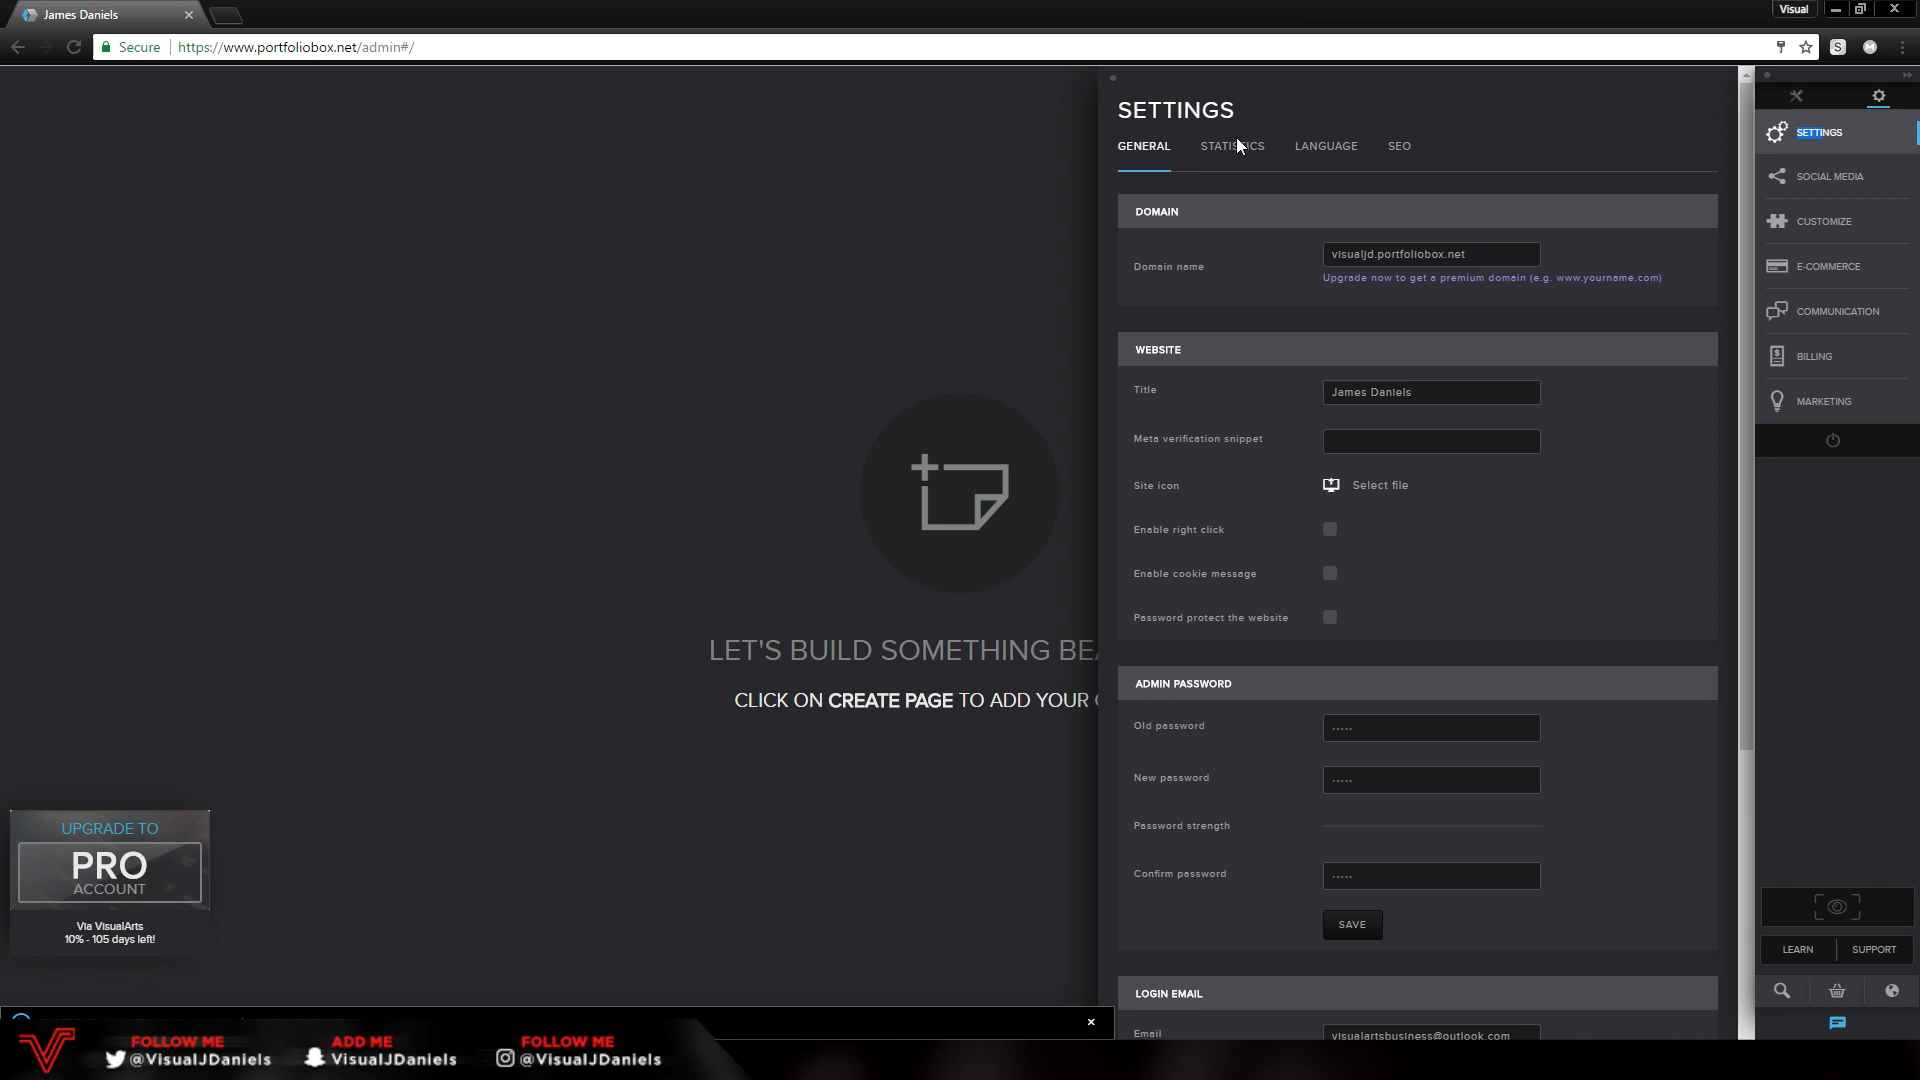 James Daniels
Visual
Secure
https://www.portfoliobox.net/admin#/
S
M
SETTINGS
GENERAL
STATISTICS
LANGUAGE
SEO
DOMAIN
Domain name
visualjd.portfoliobox.net
Upgrade now to get a premium domain (e.g. www.yourname.com)
WEBSITE
Title
James Daniels
Meta verification snippet
Site icon
Select file
Enable right click
Enable cookie message
Password protect the website
ADMIN PASSWORD
Old password
New password
Password strength
Confirm password
SAVE
LOGIN EMAIL
Email
visualartsbusiness@outlook.com
SETTINGS
SOCIAL MEDIA
CUSTOMIZE
E-COMMERCE
COMMUNICATION
BILLING
MARKETING
LEARN
SUPPORT
LET'S BUILD SOMETHING BEA
CLICK ON CREATE PAGE TO ADD YOUR
UPGRADE TO
PRO
ACCOUNT
Via VisualArts
10% - 105 days left!
FOLLOW ME
@VisualJDaniels
ADD ME
VisualJDaniels
FOLLOW ME
@VisualJDaniels